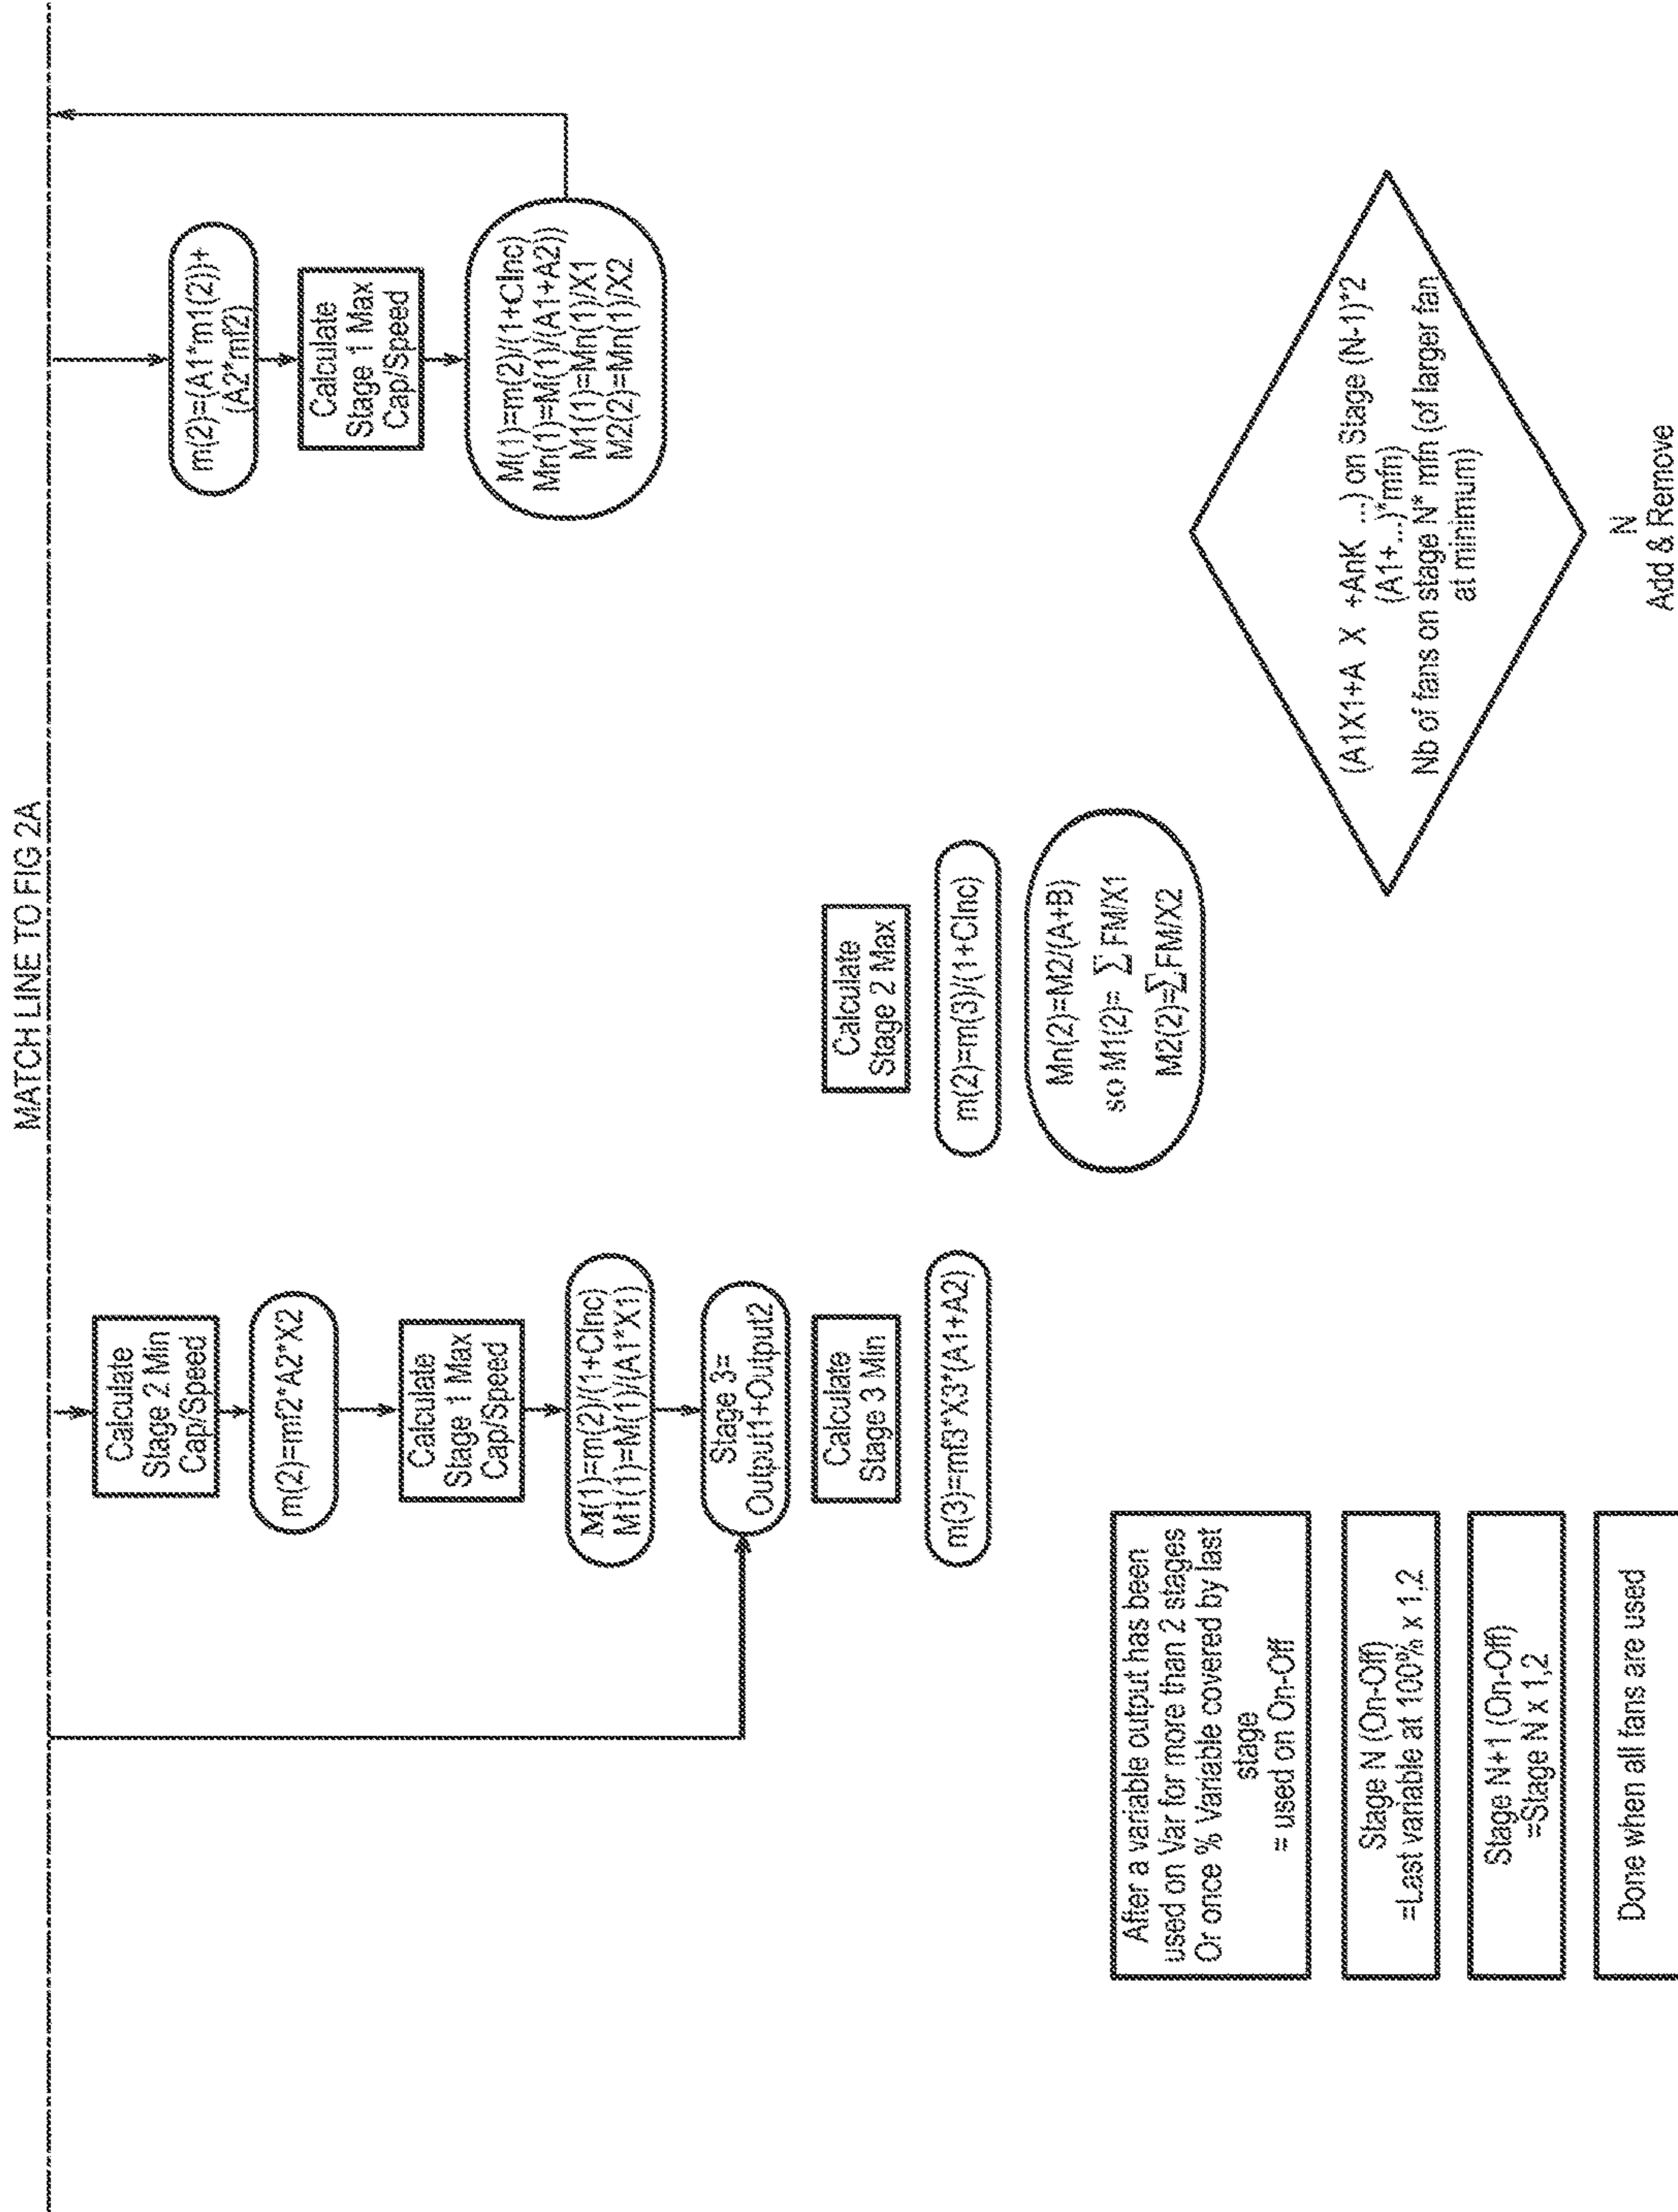 MATCH LINE TO FIG 2A
Calculate
Stage 2 Min
Cap/Speed
m(2)=mf2*A2*X2
Calculate
Stage 1 Max
Cap/Speed
M(1)=m(2)/(1+CInc)
M1(1)=M(1)/(A1*X1)
Stage 3=
Output1+Output2
Calculate
Stage 3 Min
m(3)=mf3*X3*(A1+A2)
m(2)=(A1*m1(2))+
(A2*mf2)
Calculate
Stage 1 Max
Cap/Speed
M(1)=m(2)/(1+CInc)
Mn(1)=M(1)/(A1+A2))
M1(1)=Mn(1)/X1
M2(2)=Mn(1)/X2
Calculate
Stage 2 Max
m(2)=m(3)/(1+CInc)
Mn(2)=M2/(A+B)
so M1(2)= ∑FM/X1
M2(2)=∑FM/X2
After a variable output has been
used on Var for more than 2 stages
Or once % Variable covered by last
stage
= used on On-Off
Stage N (On-Off)
=Last variable at 100% x 1,2
Stage N+1 (On-Off)
=Stage N x 1,2
Done when all fans are used
(A1X1+A X +AnK ...) on Stage (N-1)*2
(A1+...)*mfn)
Nb of fans on stage N* mfn (of larger fan
at minimum)
N
Add & Remove